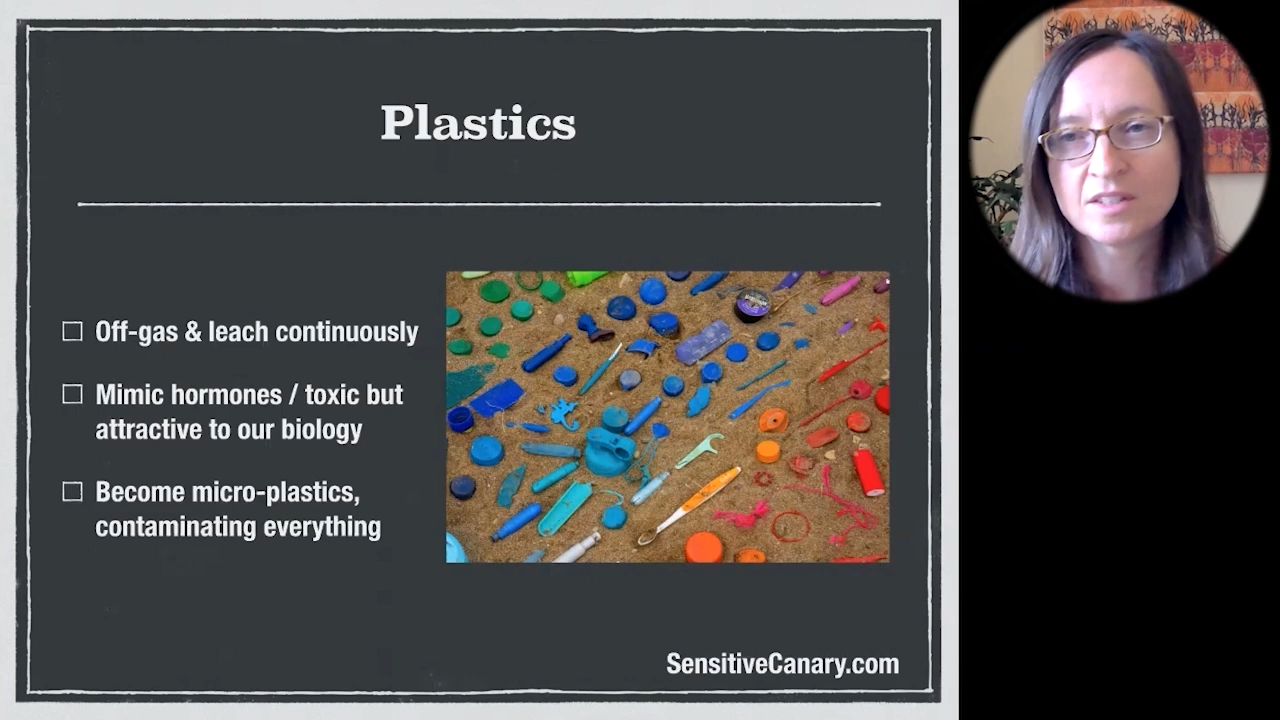 Plastics
Off-gas & leach continuously
Mimic hormones / toxic but
attractive to our biology
Become micro-plastics,
contaminating everything
SensitiveCanary.com